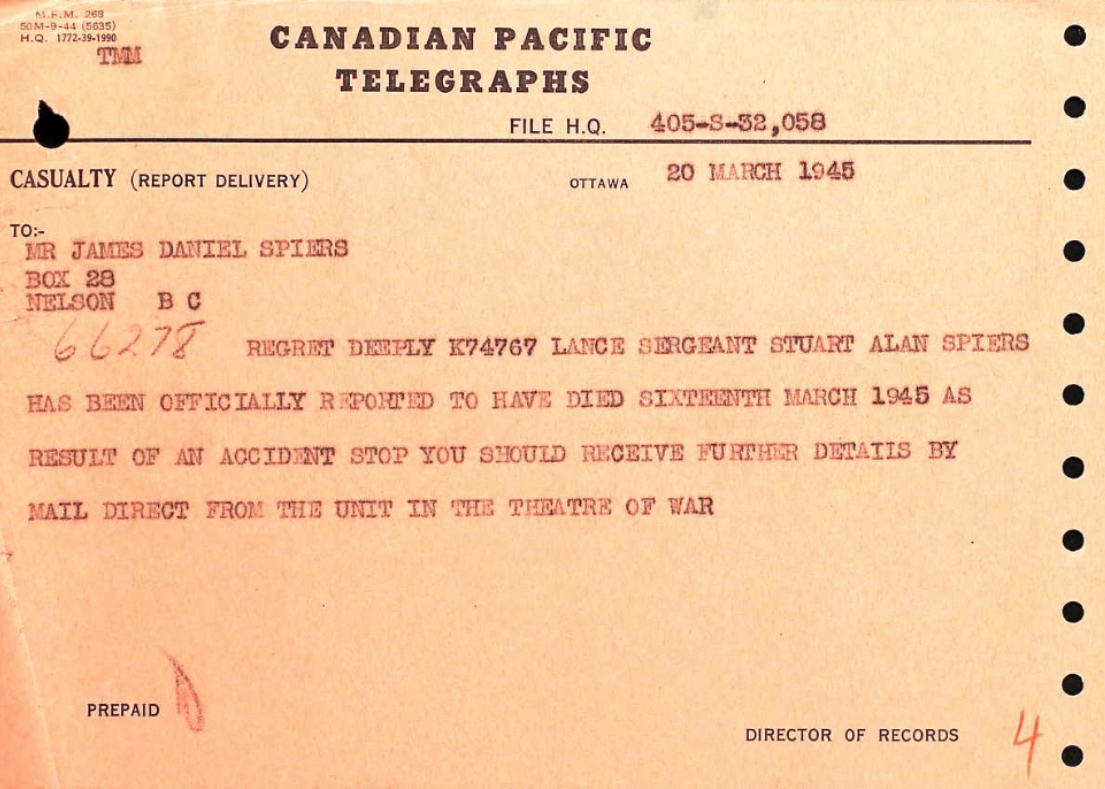 M.F.M. 268
50M-9-44 (5635)
H.Q. 1772-39-1990
TMM
CANADIAN PACIFIC
TELEGRAPHS
FILE H.Q. 405-S-32,058
CASUALTY (REPORT DELIVERY) OTTAWA 20 MARCH 1945
TO:-
MR JAMES DANIEL SPIERS
BOX 28
NELSON B C
66278 REGRET DEEPLY K74767 LANCE SERGEANT STUART ALAN SPIERS
HAS BEEN OFFICIALLY REPORTED TO HAVE DIED SIXTEENTH MARCH 1945 AS
RESULT OF AN ACCIDENT STOP YOU SHOULD RECEIVE FURTHER DETAIIS BY
MAIL DIRECT FROM THE UNIT IN THE THEATRE OF WAR
PREPAID
DIRECTOR OF RECORDS 4